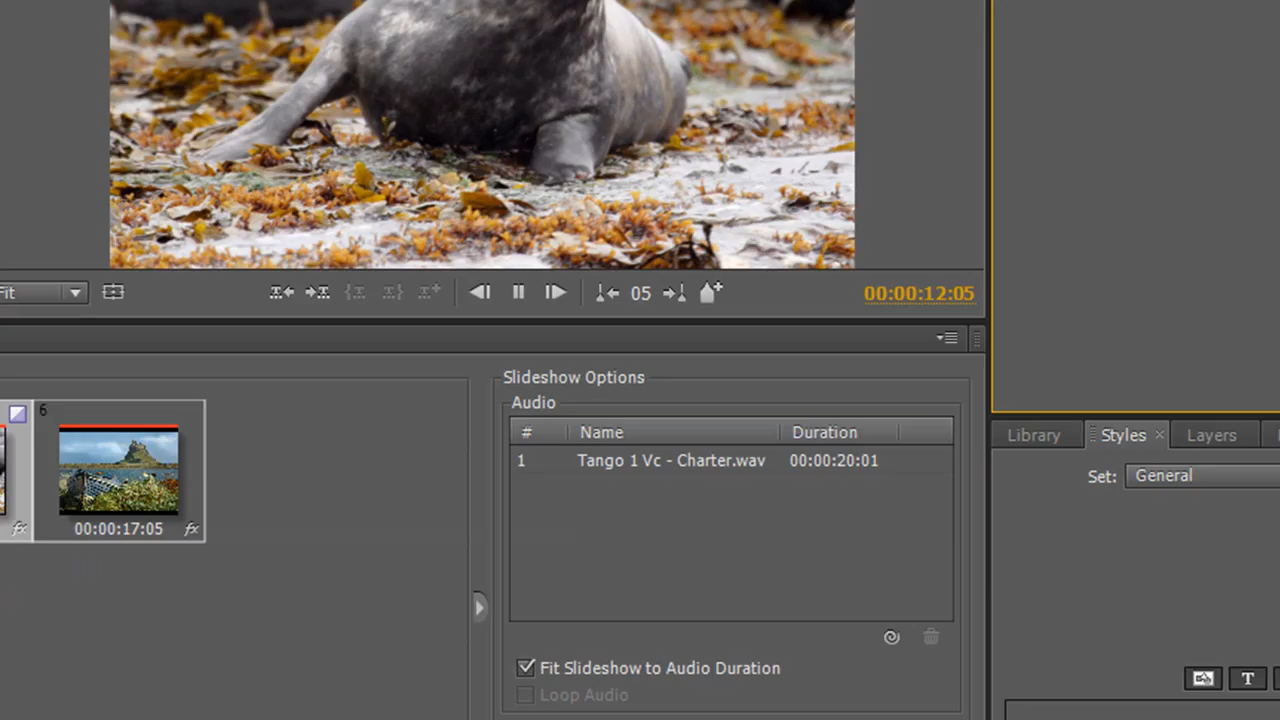 Fit
05
00:00:12:05
Slideshow Options
Audio
# Name Duration
1 Tango 1 Vc - Charter.wav 00:00:20:01
6
00:00:17:05
fx
fx
Fit Slideshow to Audio Duration
Loop Audio
Library Styles Layers
Set: General
T